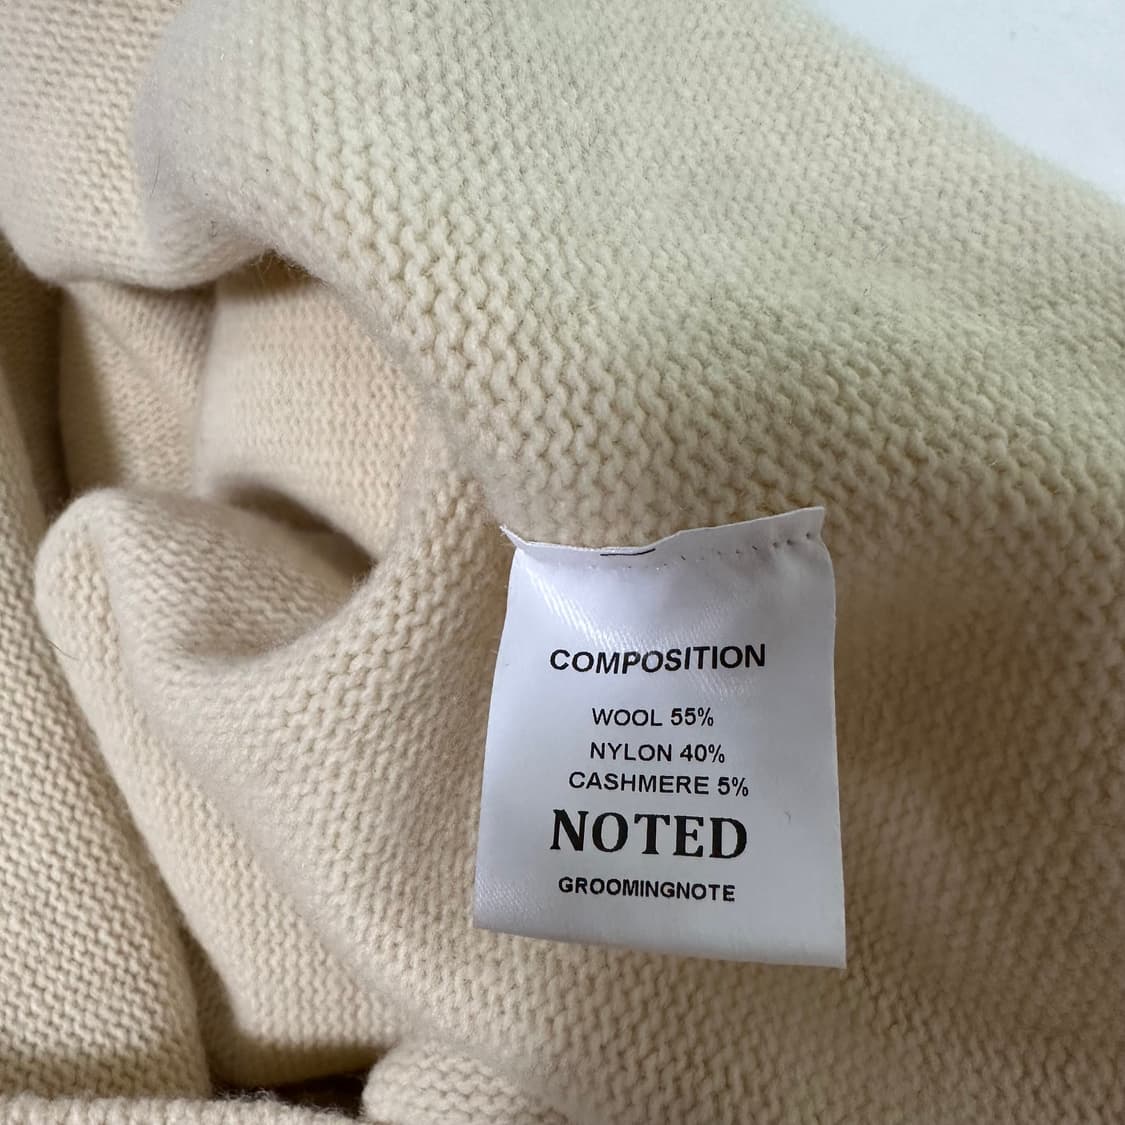 COMPOSITION
WOOL 55%
NYLON 40%
CASHMERE 5%
NOTED
GROOMINGNOTE